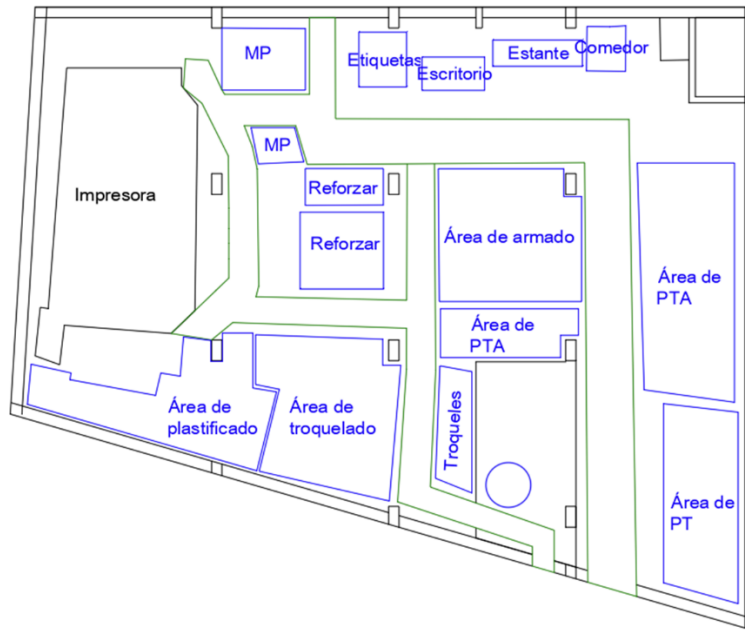 MP
Etiquetas
Escritorio
Estante
Comedor
MP
Impresora
Reforzar
Reforzar
Área de armado
Área de
PTA
Área de
PTA
Área de
plastificado
Área de
troquelado
Troqueles
Área de
PT